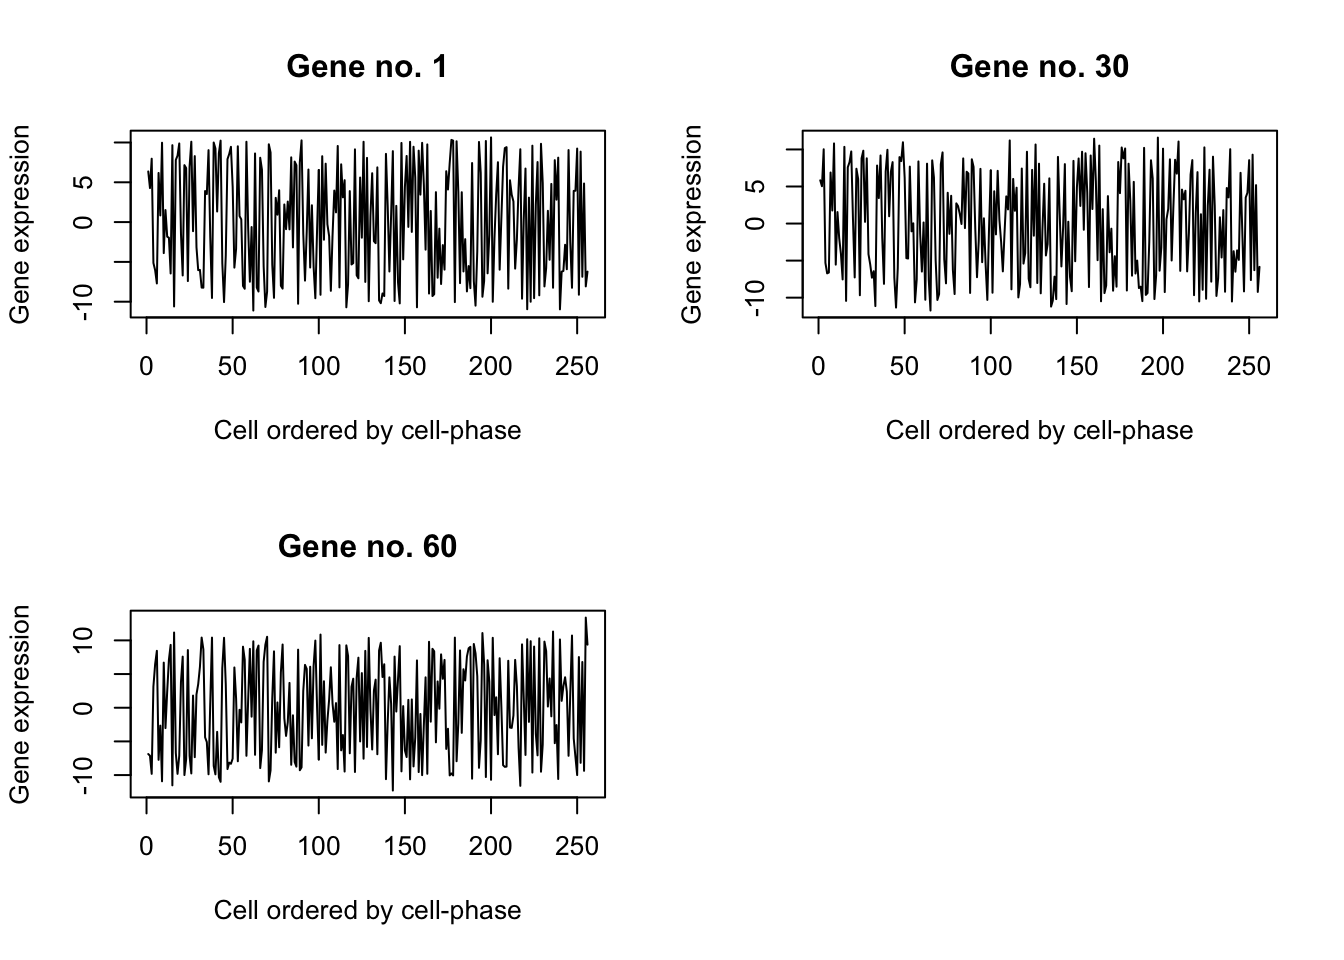 Gene no. 1
Gene expression
5
0
-10
0 50 100 150 200 250
Cell ordered by cell-phase
Gene no. 30
Gene expression
5
0
-10
0 50 100 150 200 250
Cell ordered by cell-phase
Gene no. 60
Gene expression
10
0
-10
0 50 100 150 200 250
Cell ordered by cell-phase